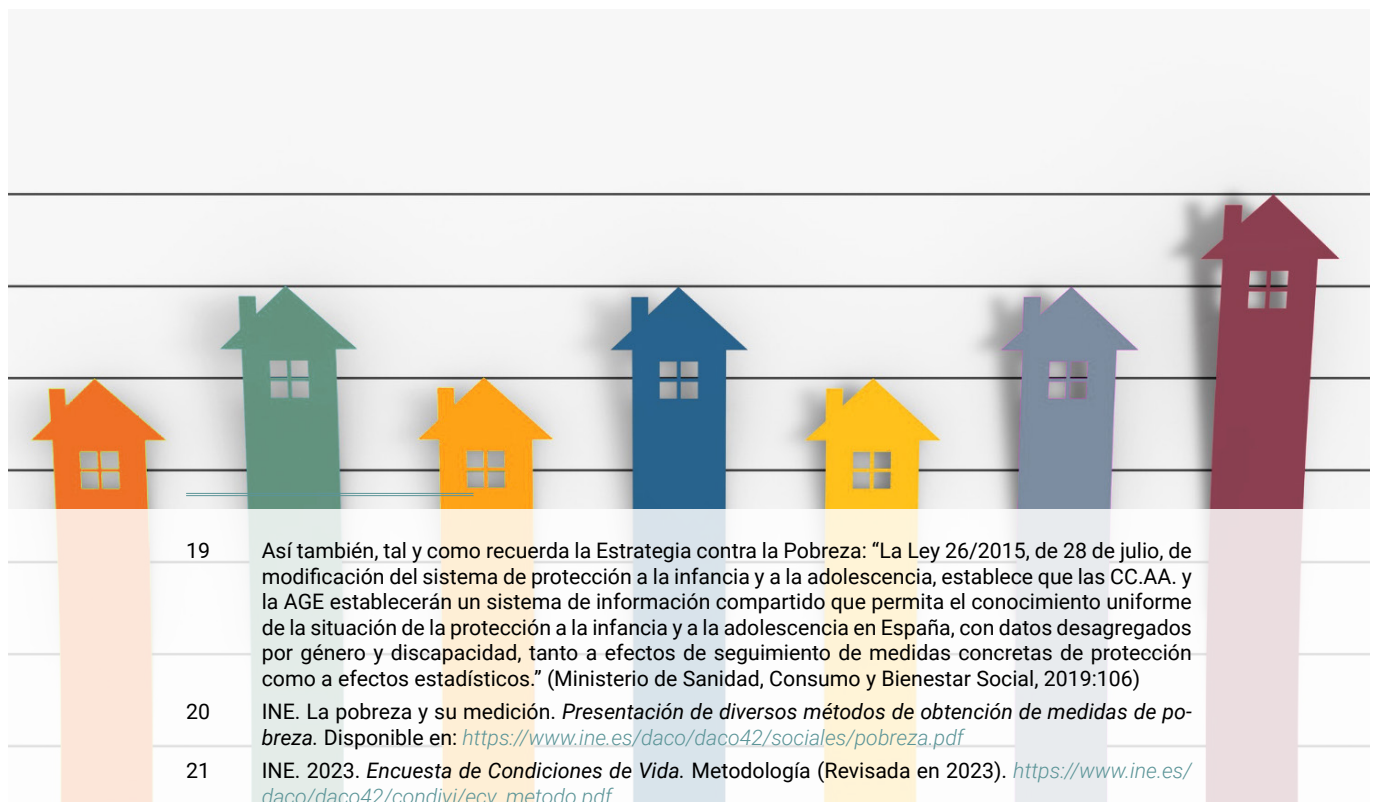 19 Así también, tal y como recuerda la Estrategia contra la Pobreza: “La Ley 26/2015, de 28 de julio, de
modificación del sistema de protección a la infancia y a la adolescencia, establece que las CC.AA. y
la AGE establecerán un sistema de información compartido que permita el conocimiento uniforme
de la situación de la protección a la infancia y a la adolescencia en España, con datos desagregados
por género y discapacidad, tanto a efectos de seguimiento de medidas concretas de protección
como a efectos estadísticos.” (Ministerio de Sanidad, Consumo y Bienestar Social, 2019:106)
20 INE. La pobreza y su medición. Presentación de diversos métodos de obtención de medidas de po-
breza. Disponible en: https://www.ine.es/daco/daco42/sociales/pobreza.pdf
21 INE. 2023. Encuesta de Condiciones de Vida. Metodología (Revisada en 2023). https://www.ine.es/
daco/daco42/condivi/ecv_metodo.pdf